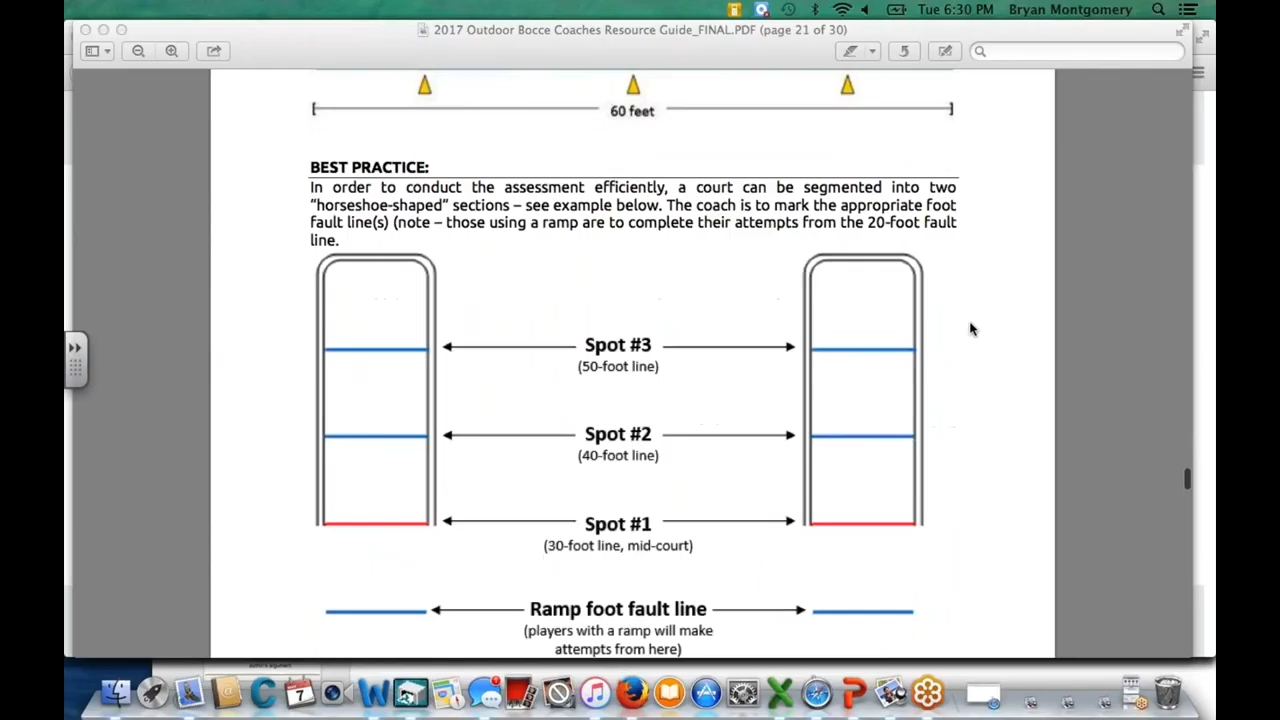 Tue 6:30 PM Bryan Montgomery
2017 Outdoor Bocce Coaches Resource Guide_FINAL.PDF (page 21 of 30)
60 feet
BEST PRACTICE:
In order to conduct the assessment efficiently, a court can be segmented into two
“horseshoe-shaped” sections – see example below. The coach is to mark the appropriate foot
fault line(s) (note – those using a ramp are to complete their attempts from the 20-foot fault
line.
Spot #3
(50-foot line)
Spot #2
(40-foot line)
Spot #1
(30-foot line, mid-court)
Ramp foot fault line
(players with a ramp will make
attempts from here)
7